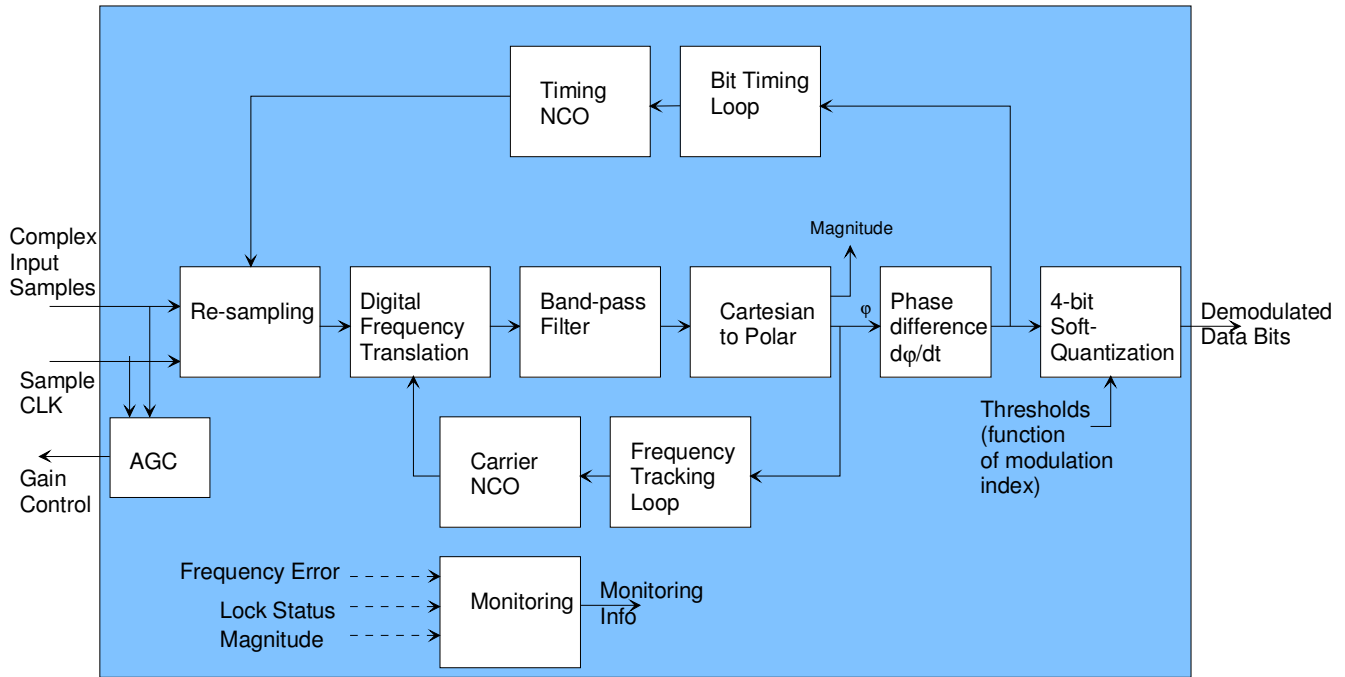 Timing
NCO
Bit Timing
Loop
Complex
Input
Samples
Magnitude
Re-sampling
Digital
Frequency
Translation
Band-pass
Filter
Cartesian
to Polar
φ
Phase
difference
dφ/dt
4-bit
Soft-
Quantization
Demodulated
Data Bits
Sample
CLK
AGC
Gain
Control
Carrier
NCO
Frequency
Tracking
Loop
Thresholds
(function
of modulation
index)
Frequency Error
Lock Status
Magnitude
Monitoring
Monitoring
Info